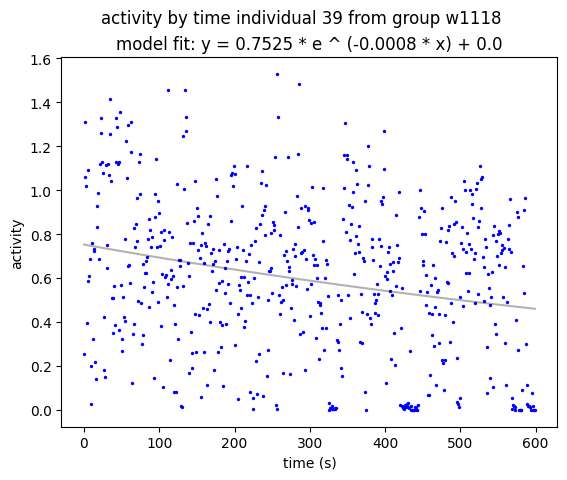 activity by time individual 39 from group w1118
model fit: y = 0.7525 * e ^ (-0.0008 * x) + 0.0
1.6
1.4
1.2
1.0
0.8
0.6
0.4
0.2
0.0
activity
0 100 200 300 400 500 600
time (s)